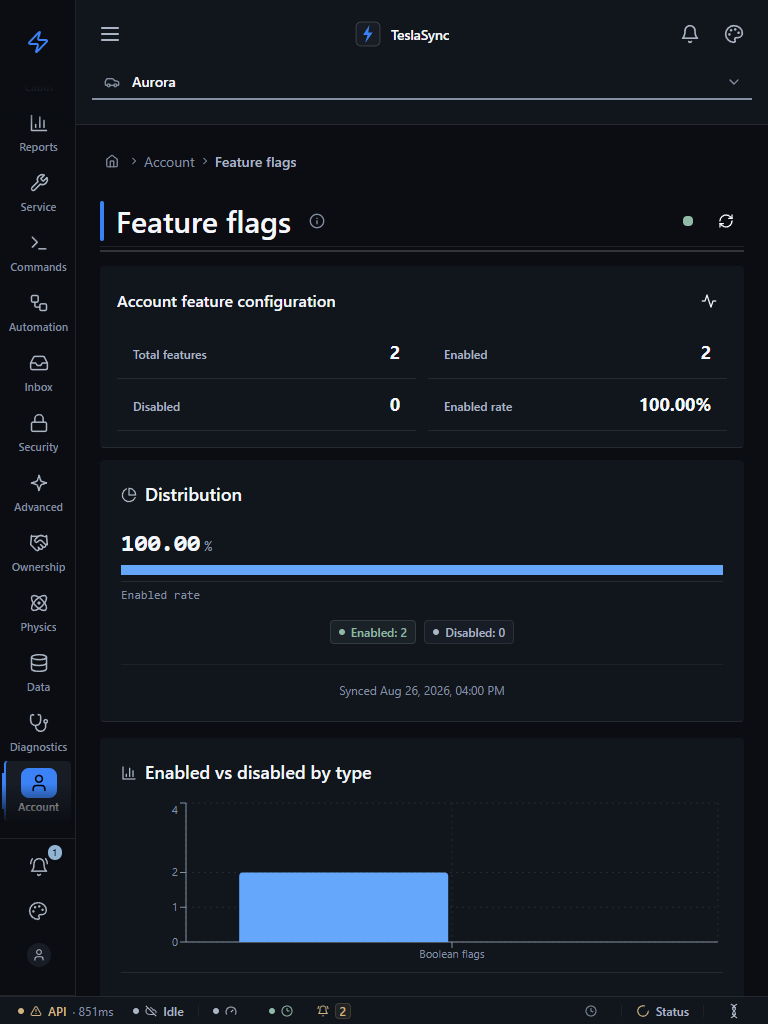 TeslaSync
Aurora
Reports
Service
Commands
Automation
Inbox
Security
Advanced
Ownership
Physics
Data
Diagnostics
Account
1
Account
Feature flags
Feature flags
Account feature configuration
Total features 2
Enabled 2
Disabled 0
Enabled rate 100.00%
Distribution
100.00 %
Enabled rate
Enabled: 2
Disabled: 0
Synced Aug 26, 2026, 04:00 PM
Enabled vs disabled by type
4
2
1
0
Boolean flags
API · 851ms
Idle
2
Status